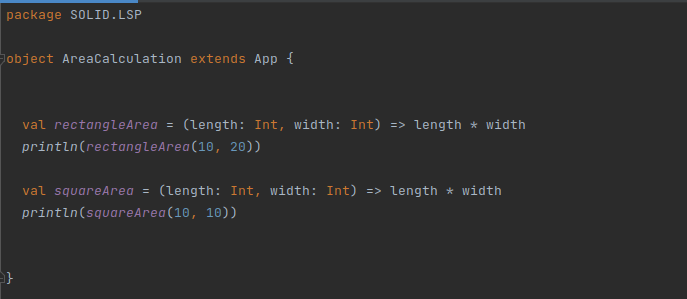 package SOLID.LSP
object AreaCalculation extends App {
val rectangleArea = (length: Int, width: Int) => length * width
println(rectangleArea(10, 20))
val squareArea = (length: Int, width: Int) => length * width
println(squareArea(10, 10))
}